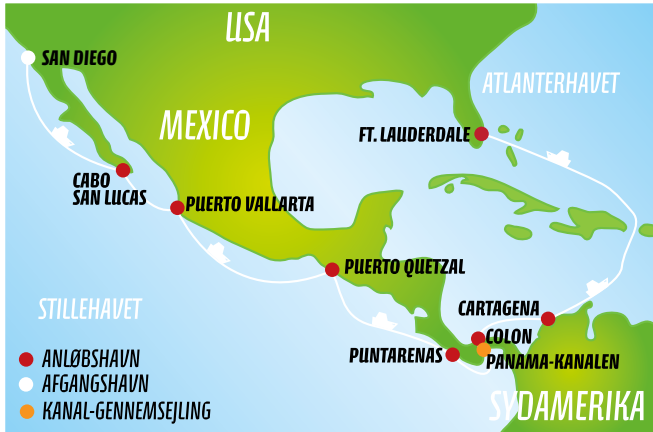 USA
SAN DIEGO
ATLANTERHAVET
MEXICO
FT. LAUDERDALE
CABO
SAN LUCAS
PUERTO VALLARTA
PUERTO QUETZAL
STILLEHAVET
CARTAGENA
COLON
PUNTARENAS
PANAMA-KANALEN
ANLØBSHAVN
AFGANGSHAVN
KANAL-GENNEMSEJLING
SYDAMERIKA